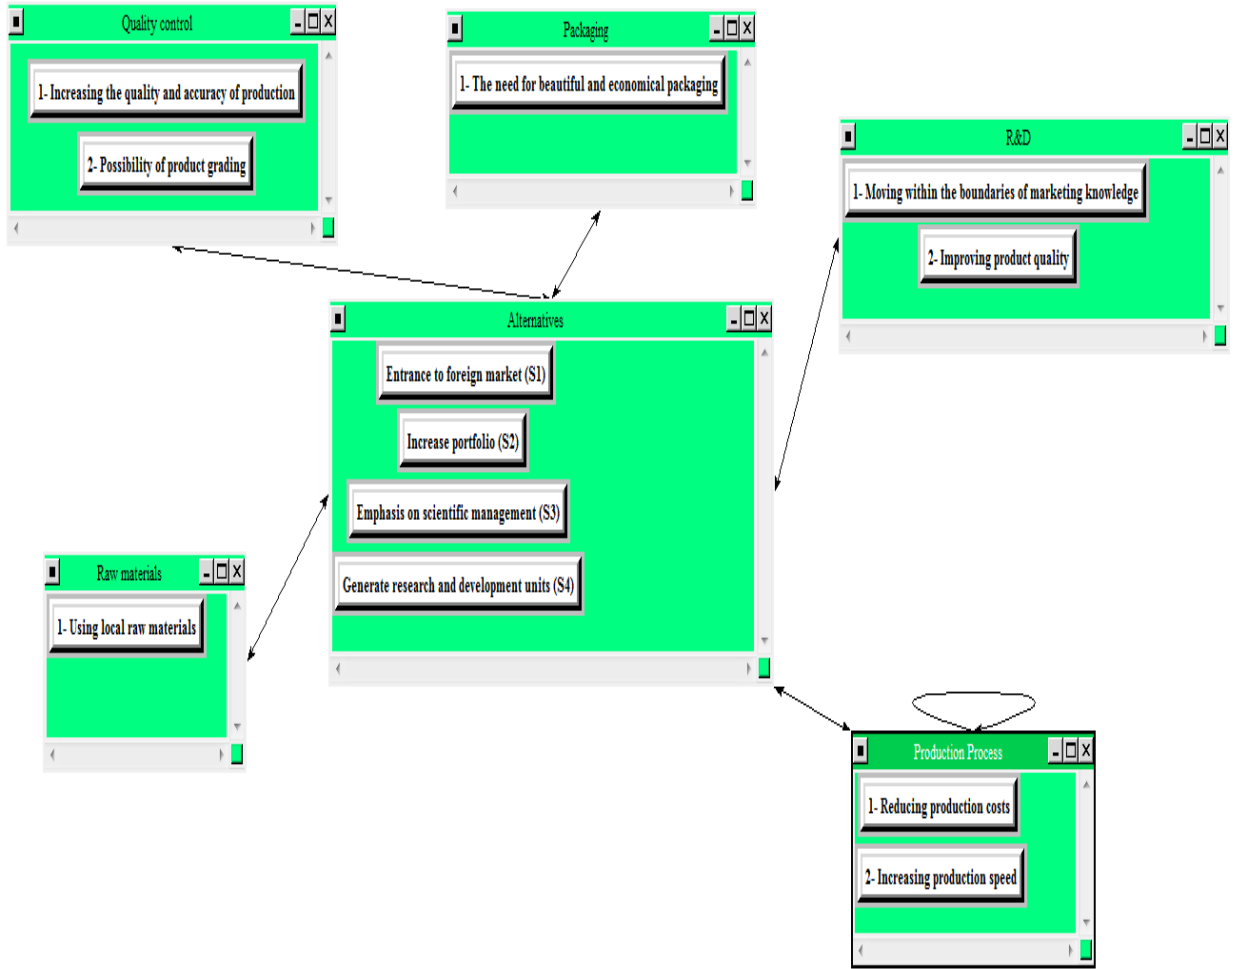 Quality control
1- Increasing the quality and accuracy of production
2- Possibility of product grading
Packaging
1- The need for beautiful and economical packaging
R&D
1- Moving within the boundaries of marketing knowledge
2- Improving product quality
Alternatives
Entrance to foreign market (S1)
Increase portfolio (S2)
Emphasis on scientific management (S3)
Generate research and development units (S4)
Raw materials
1- Using local raw materials
Production Process
1- Reducing production costs
2- Increasing production speed